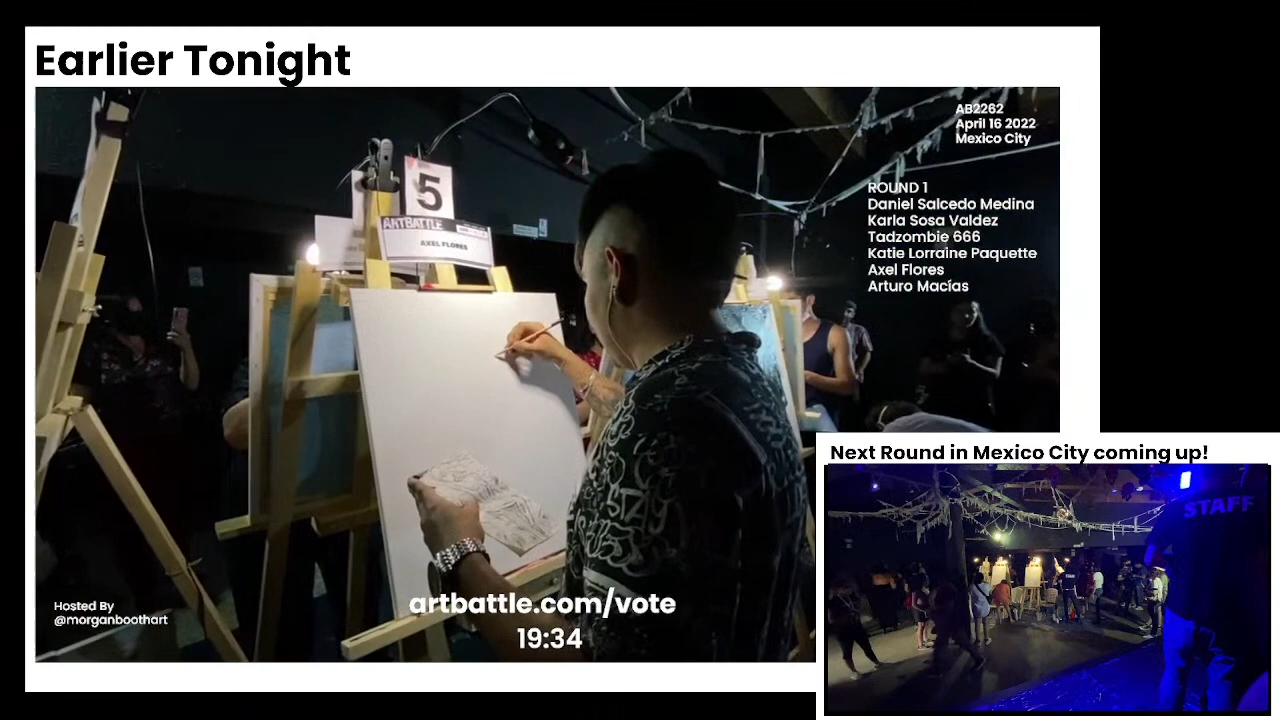 Earlier Tonight
AB2262
April 16 2022
Mexico City
ROUND 1
Daniel Salcedo Medina
Karla Sosa Valdez
Tadzombie 666
Katie Lorraine Paquette
Axel Flores
Arturo Macías
5
ARTBATTLE
AXEL FLORES
Hosted By
@morganboothart
artbattle.com/vote
19:34
Next Round in Mexico City coming up!
STAFF